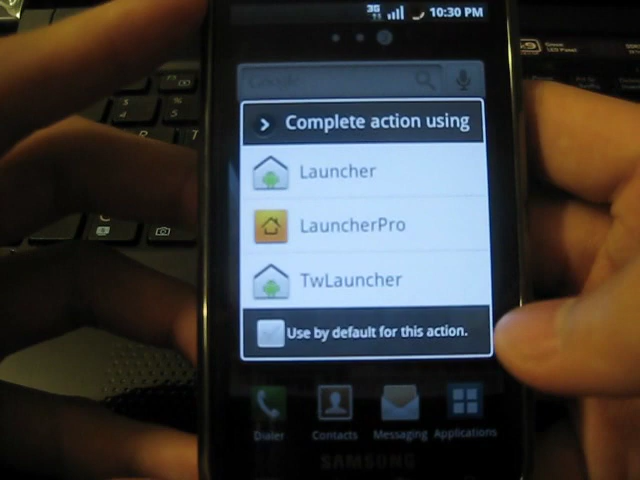 3G
10:30 PM
Google
Complete action using
Launcher
LauncherPro
TwLauncher
Use by default for this action.
Dialer
Contacts
Messaging
Applications
SAMSUNG